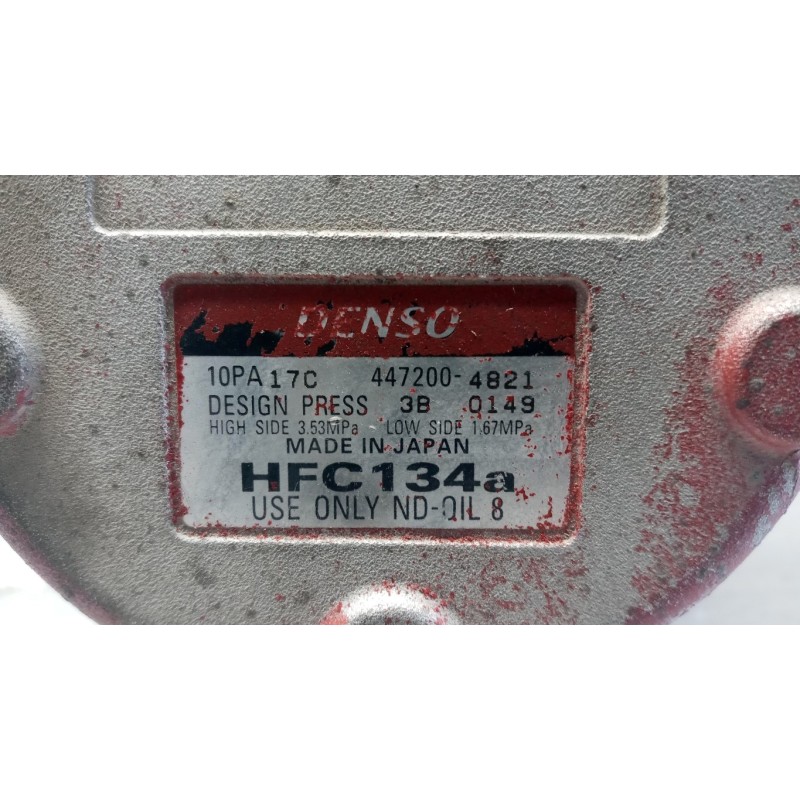 DENSO
10PA17C 447200-4821
DESIGN PRESS 3B 0149
HIGH SIDE 3.53MPa LOW SIDE 1.67MPa
MADE IN JAPAN
HFC134a
USE ONLY ND-OIL 8